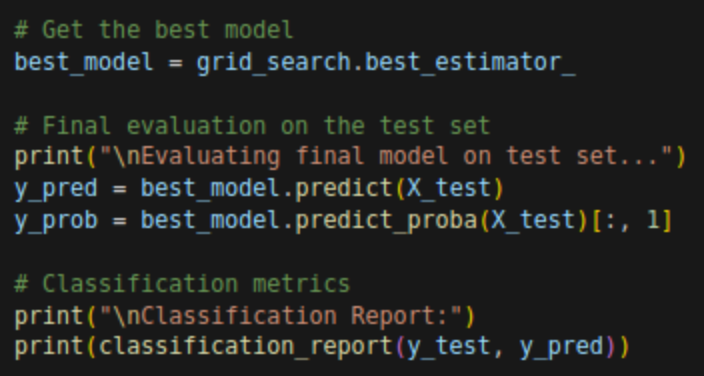 # Get the best model
best_model = grid_search.best_estimator_
# Final evaluation on the test set
print("\nEvaluating final model on test set...")
y_pred = best_model.predict(X_test)
y_prob = best_model.predict_proba(X_test)[:, 1]
# Classification metrics
print("\nClassification Report:")
print(classification_report(y_test, y_pred))